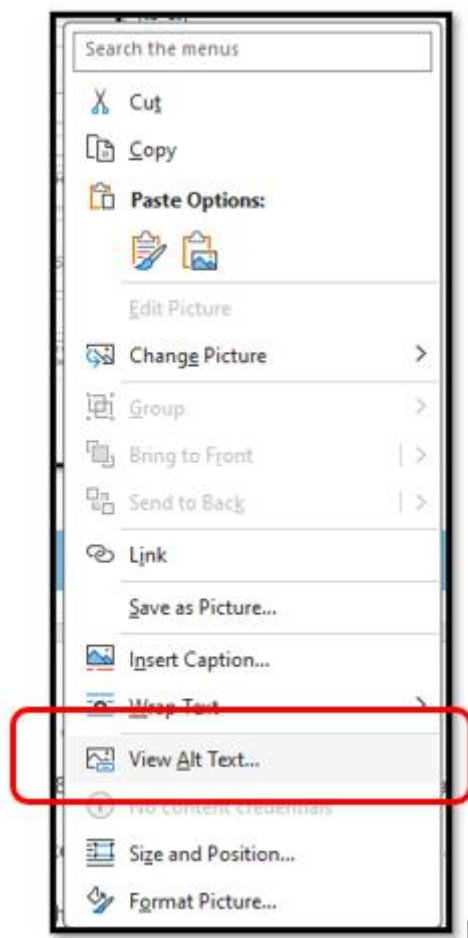 Search the menus
Cut
Copy
Paste Options:
Edit Picture
Change Picture
Group
Bring to Front
Send to Back
Link
Save as Picture...
Insert Caption...
Wrap Text
View Alt Text...
No content credentials
Size and Position...
Format Picture...